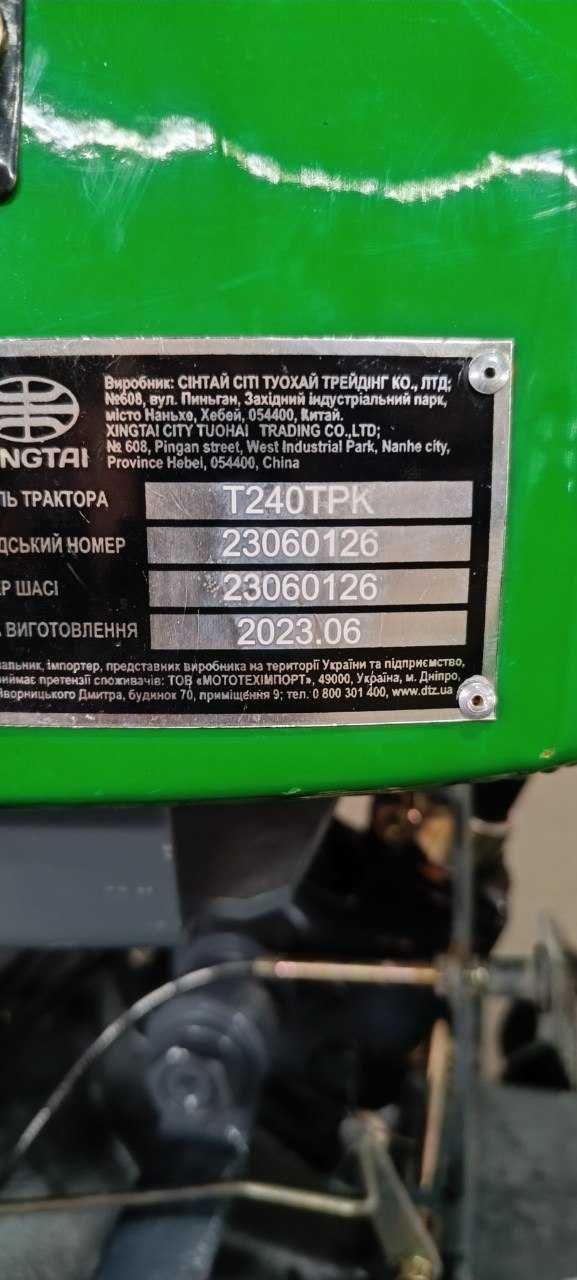 Виробник: СІНТАЙ СІТІ ТУОХАЙ ТРЕЙДІНГ КО., ЛТД;
№608, вул. Пиньган, Західний індустріальний парк,
місто Наньхе, Хебей, 054400, Китай.
XINGTAI CITY TUOHAI TRADING CO.,LTD;
№ 608, Pingan street, West Industrial Park, Nanhe city,
Province Hebei, 054400, China
INGTAI
ЛЬ ТРАКТОРА T240TPK
ДСЬКИЙ НОМЕР 23060126
ЕР ШАСІ 23060126
А ВИГОТОВЛЕННЯ 2023.06
вальник, імпортер, представник виробника на території України та підприємство,
риймає претензії споживачів: ТОВ «МОТОТЕХІМПОРТ», 49000, Україна, м. Дніпро,
Яворницького Дмитра, будинок 70, приміщення 9; тел. 0 800 301 400, www.dtz.ua